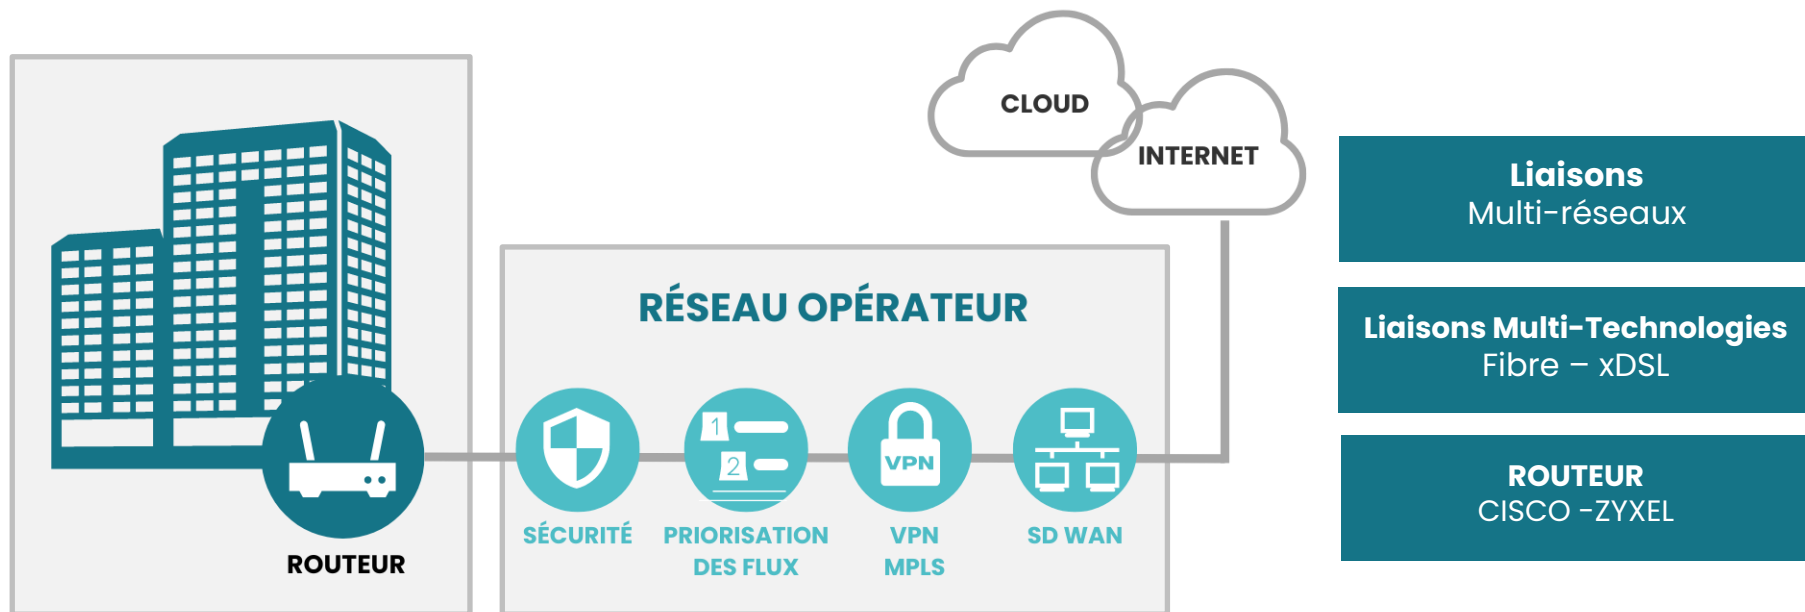 CLOUD
INTERNET
RÉSEAU OPÉRATEUR
1
2
VPN
SÉCURITÉ
PRIORISATION
DES FLUX
VPN
MPLS
SD WAN
ROUTEUR
Liaisons
Multi-réseaux
Liaisons Multi-Technologies
Fibre – xDSL
ROUTEUR
CISCO -ZYXEL